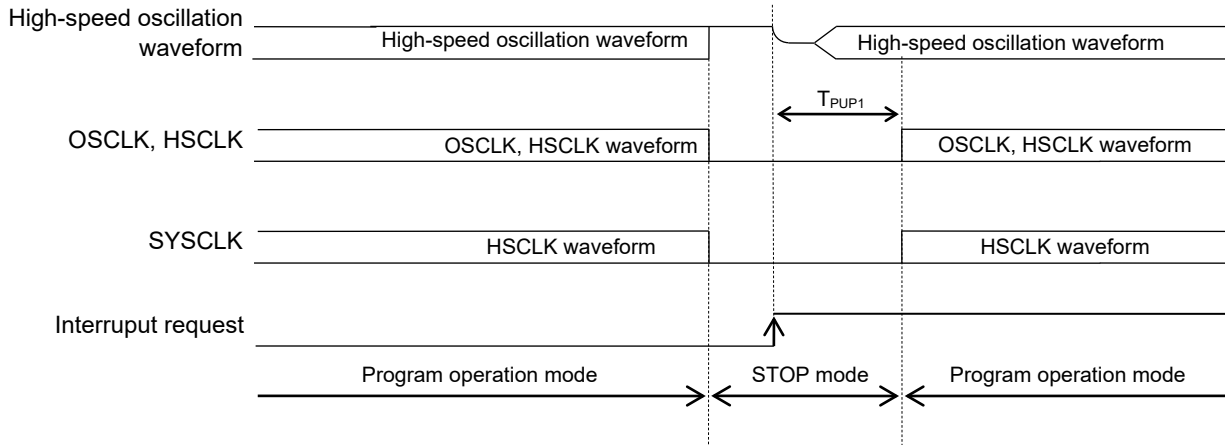 High-speed oscillation
waveform
High-speed oscillation waveform
High-speed oscillation waveform
TPUP1
OSCLK, HSCLK
OSCLK, HSCLK waveform
OSCLK, HSCLK waveform
SYSCLK
HSCLK waveform
HSCLK waveform
Interruput request
Program operation mode
STOP mode
Program operation mode